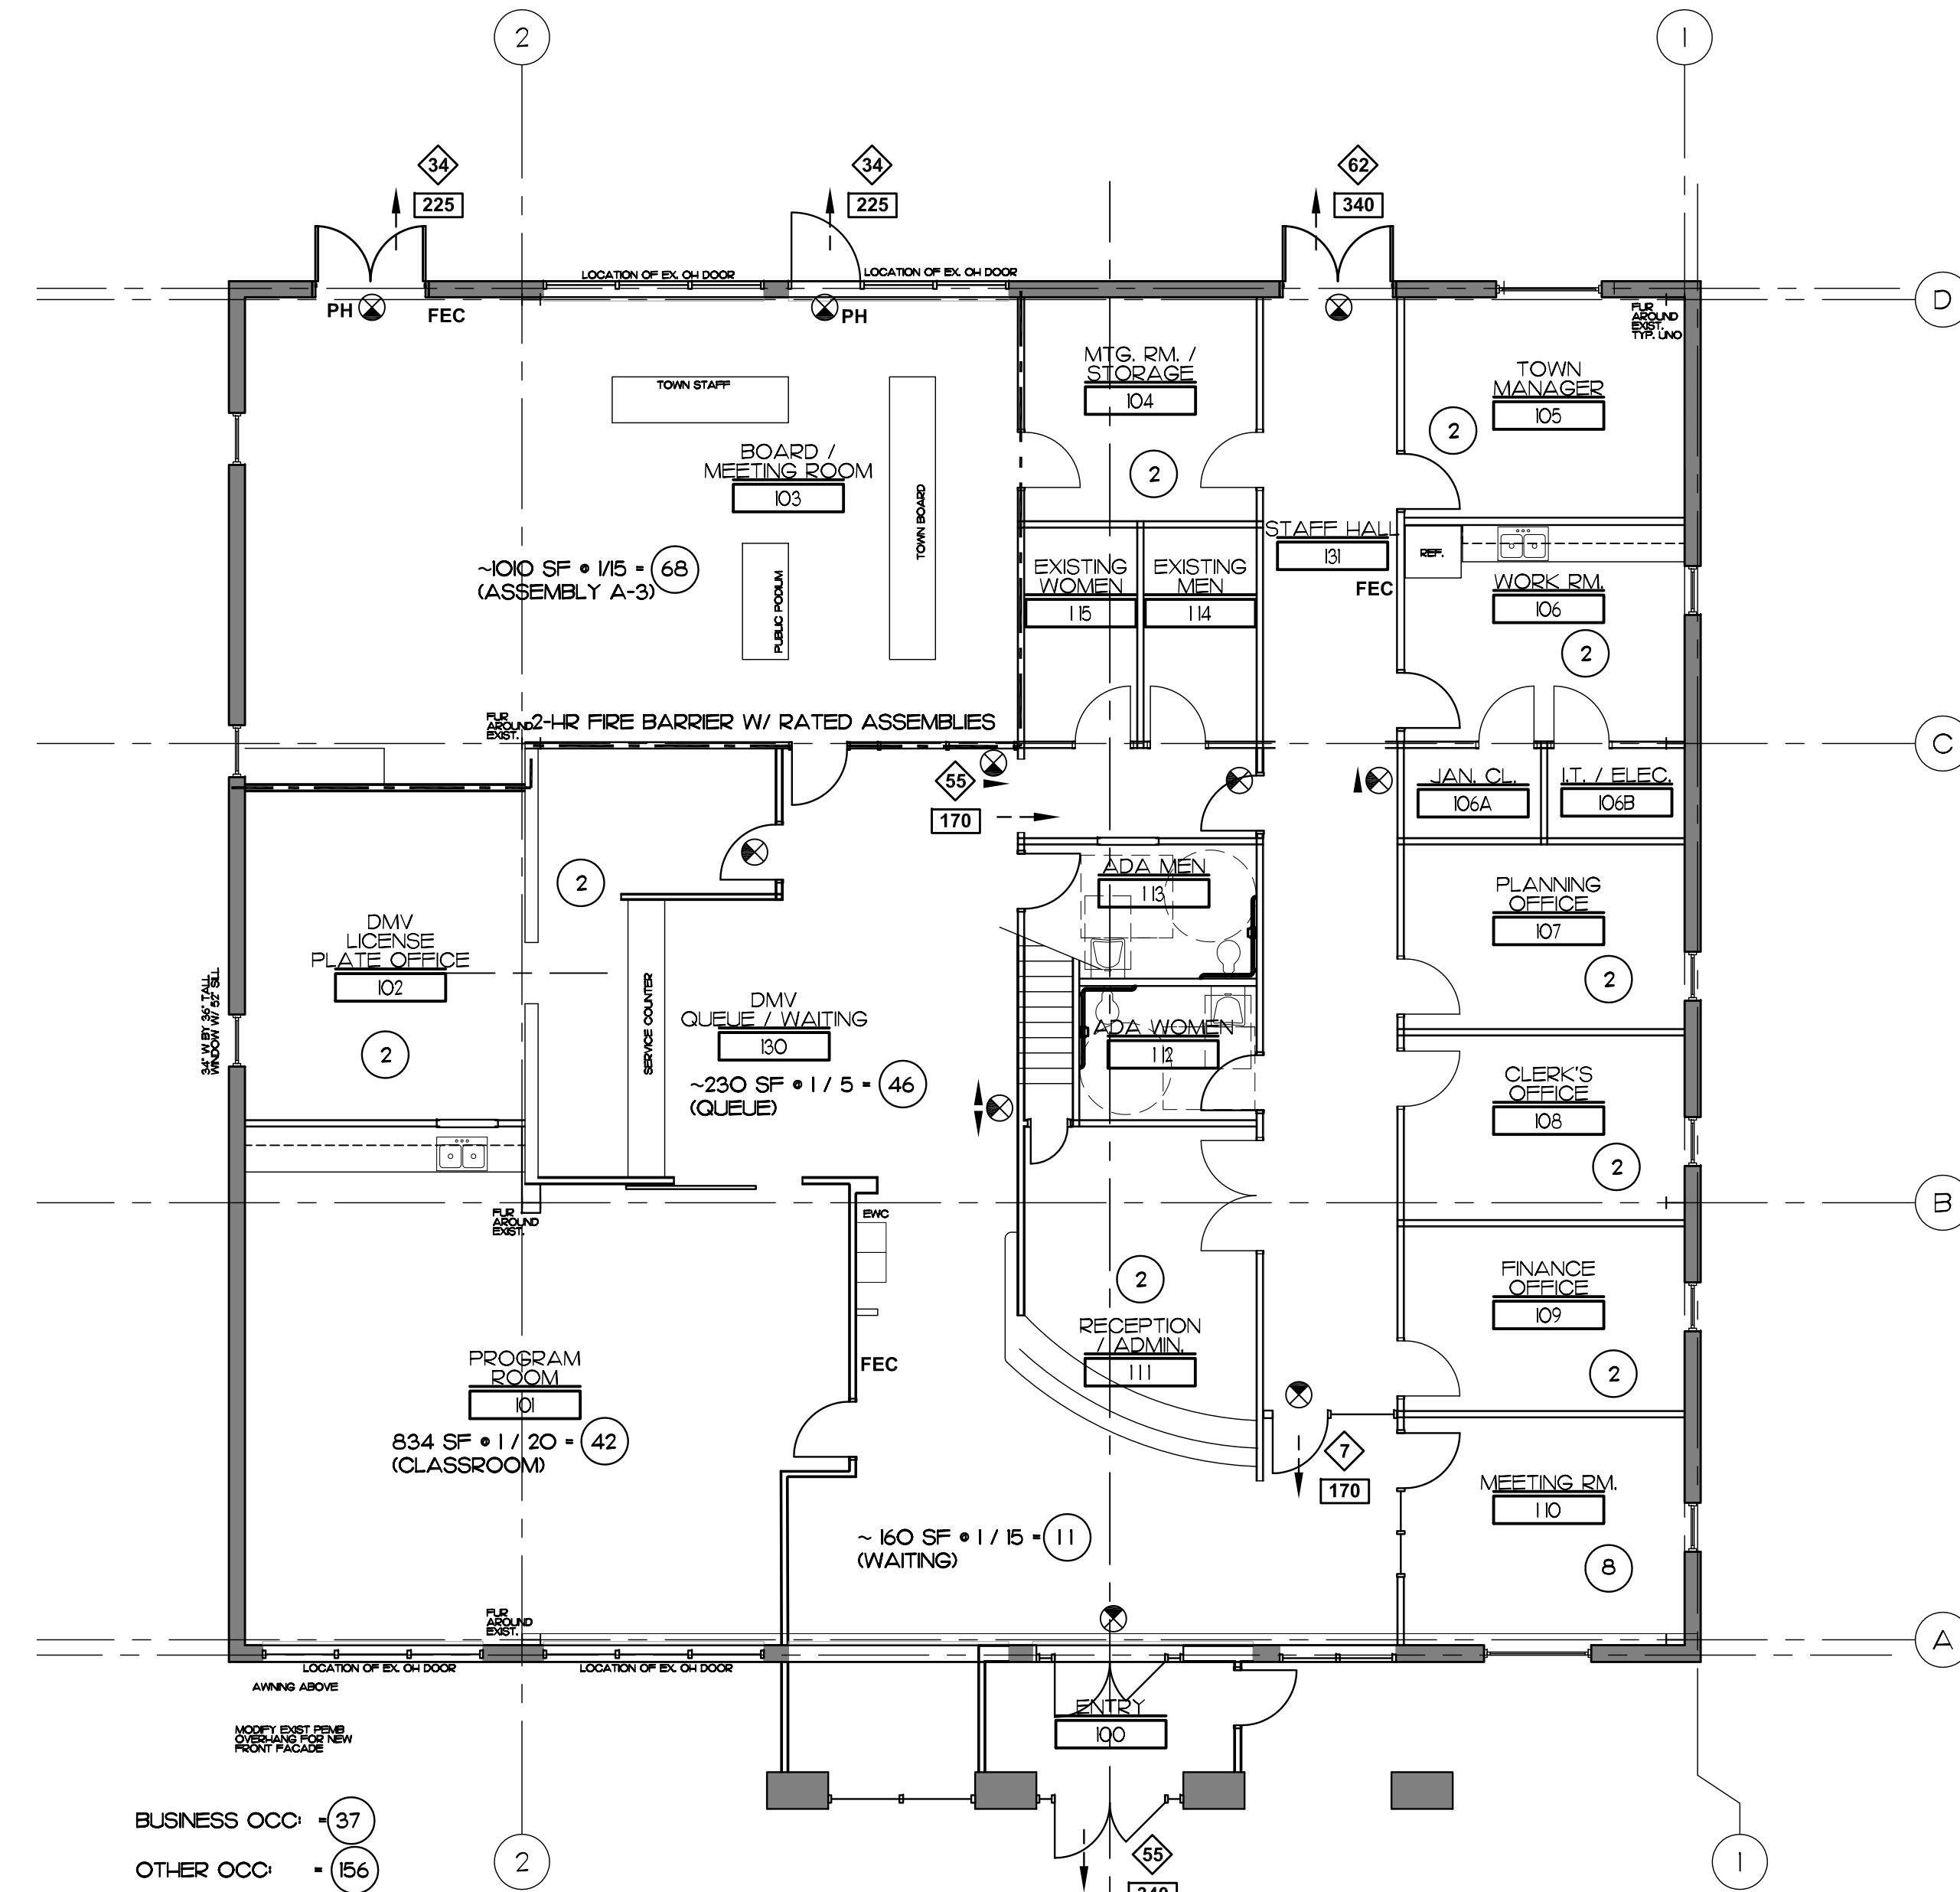 2
1
34
225
34
225
62
340
LOCATION OF EX. OH DOOR
LOCATION OF EX. OH DOOR
PH
FEC
PH
D
FUR
AROUND
EXIST.
TYP. UNO
TOWN STAFF
TOWN BOARD
PUBLIC PODIUM
BOARD /
MEETING ROOM
103
~1010 SF @ 1/15 = 68
(ASSEMBLY A-3)
MTG. RM. /
STORAGE
104
2
TOWN
MANAGER
105
2
STAFF HALL
131
FEC
REF.
EXISTING
WOMEN
115
EXISTING
MEN
114
WORK RM.
106
2
FUR
AROUND
EXIST.
2-HR FIRE BARRIER W/ RATED ASSEMBLIES
C
55
170
JAN. CL.
106A
I.T. / ELEC.
106B
2
ADA MEN
113
PLANNING
OFFICE
107
2
DMV
LICENSE
PLATE OFFICE
102
2
34" W BY 36" TALL
WINDOW W/ 52" SILL
SERVICE COUNTER
DMV
QUEUE / WAITING
130
~230 SF @ 1 / 5 = 46
(QUEUE)
ADA WOMEN
112
CLERK'S
OFFICE
108
2
B
FUR
AROUND
EXIST.
EWC
FEC
2
RECEPTION
/ ADMIN.
111
FINANCE
OFFICE
109
2
PROGRAM
ROOM
101
834 SF @ 1 / 20 = 42
(CLASSROOM)
7
170
MEETING RM.
110
8
~ 160 SF @ 1 / 15 = 11
(WAITING)
FUR
AROUND
EXIST.
A
LOCATION OF EX. OH DOOR
LOCATION OF EX. OH DOOR
AWNING ABOVE
MODIFY EXIST PEMB
OVERHANG FOR NEW
FRONT FACADE
ENTRY
100
BUSINESS OCC: = 37
OTHER OCC: = 156
2
55
340
1